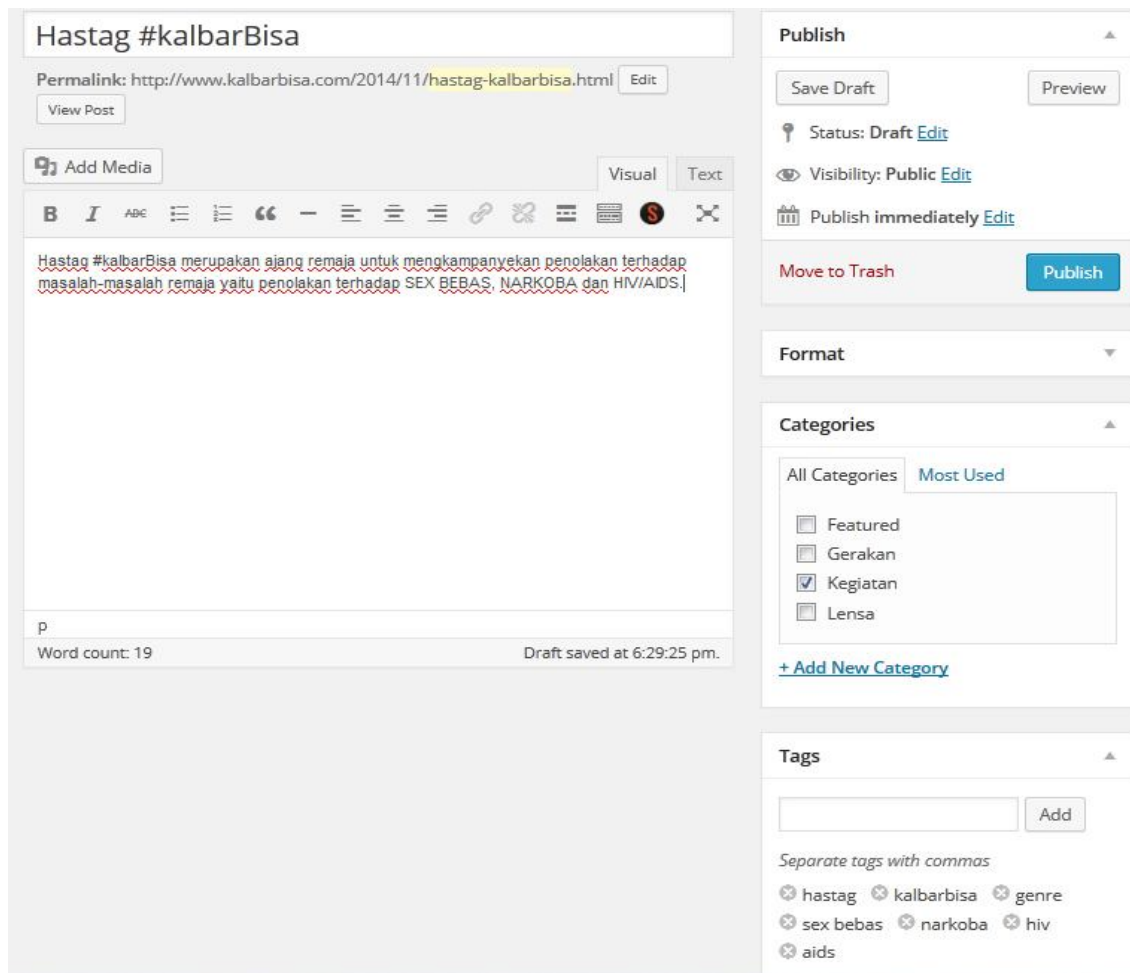 Hastag #kalbarBisa
Permalink: http://www.kalbarbisa.com/2014/11/hastag-kalbarbisa.html Edit
View Post
Add Media
Visual Text
B I ABC
Hastag #kalbarBisa merupakan ajang remaja untuk mengkampanyekan penolakan terhadap
masalah-masalah remaja yaitu penolakan terhadap SEX BEBAS, NARKOBA dan HIV/AIDS.
p
Word count: 19 Draft saved at 6:29:25 pm.
Publish
Save Draft Preview
Status: Draft Edit
Visibility: Public Edit
Publish immediately Edit
Move to Trash Publish
Format
Categories
All Categories Most Used
Featured
Gerakan
Kegiatan
Lensa
+ Add New Category
Tags
Add
Separate tags with commas
hastag kalbarbisa genre
sex bebas narkoba hiv
aids